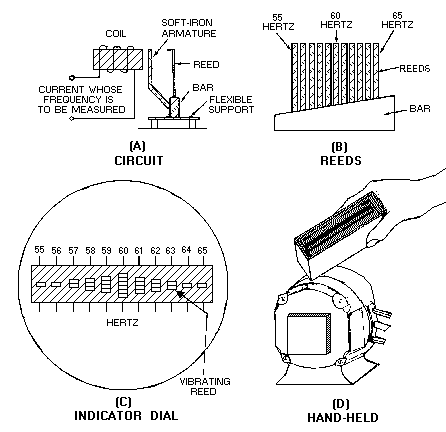 COIL
SOFT-IRON
ARMATURE
REED
BAR
FLEXIBLE
SUPPORT
CURRENT WHOSE
FREQUENCY IS
TO BE MEASURED
(A)
CIRCUIT
55
HERTZ
60
HERTZ
65
HERTZ
REEDS
BAR
(B)
REEDS
55 56 57 58 59 60 61 62 63 64 65
HERTZ
VIBRATING
REED
(C)
INDICATOR DIAL
(D)
HAND-HELD